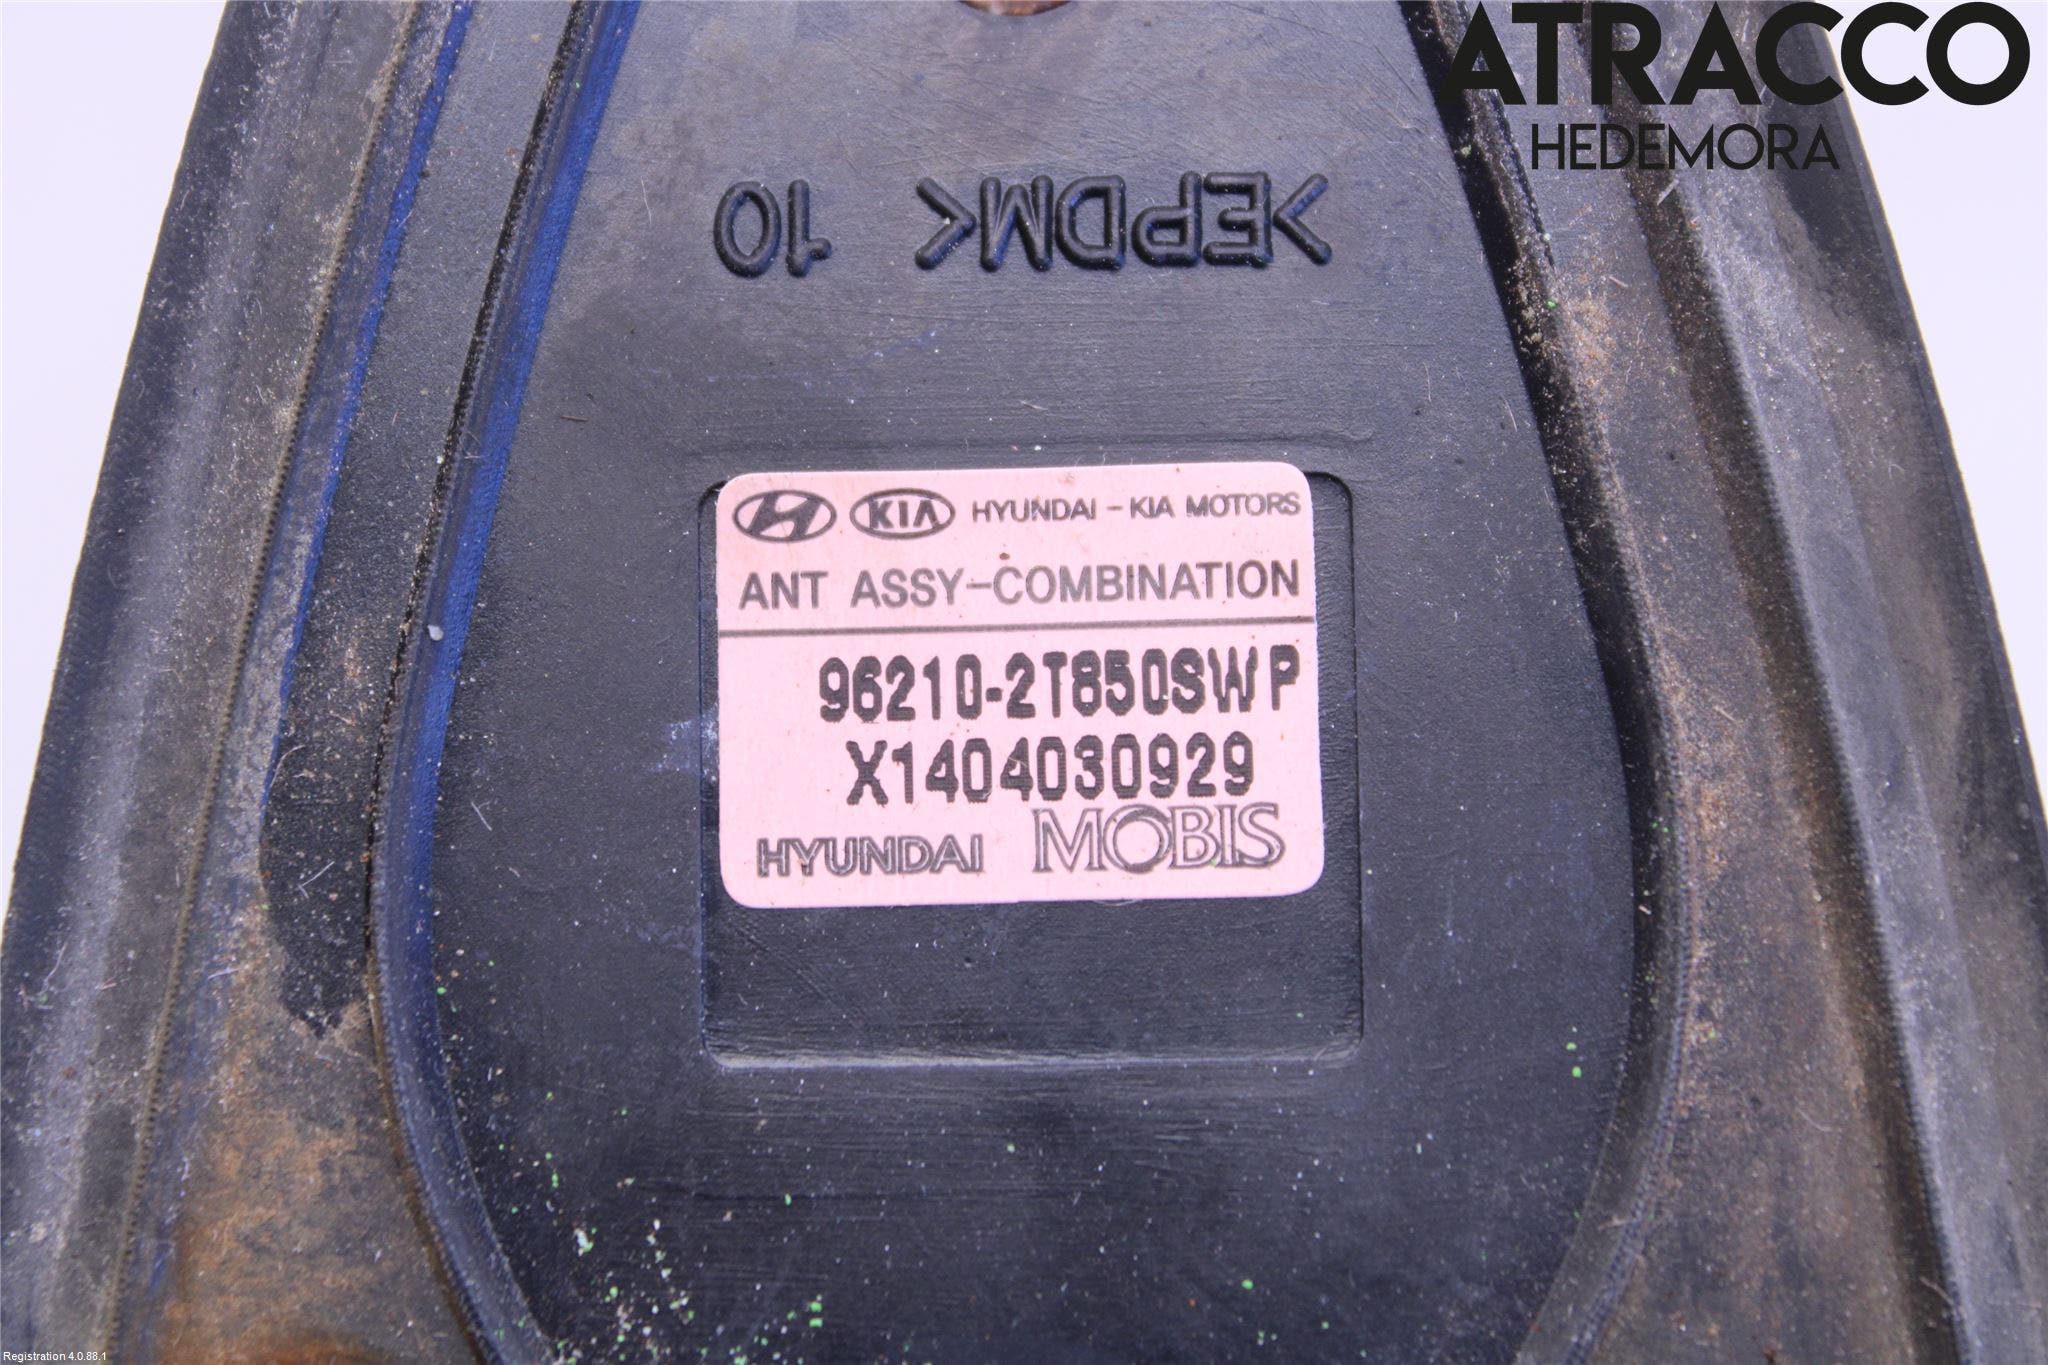 ATRACCO
HEDEMORA
>EPDM< 10
KIA HYUNDAI - KIA MOTORS
ANT ASSY-COMBINATION
96210-2T850SWP
X1404030929
HYUNDAI MOBIS
Registration 4.0.88.1